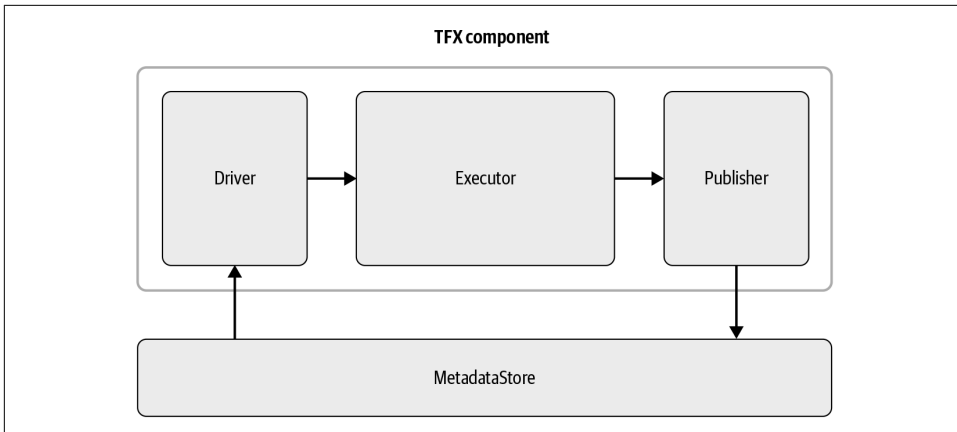 TFX component
Driver
Executor
Publisher
MetadataStore